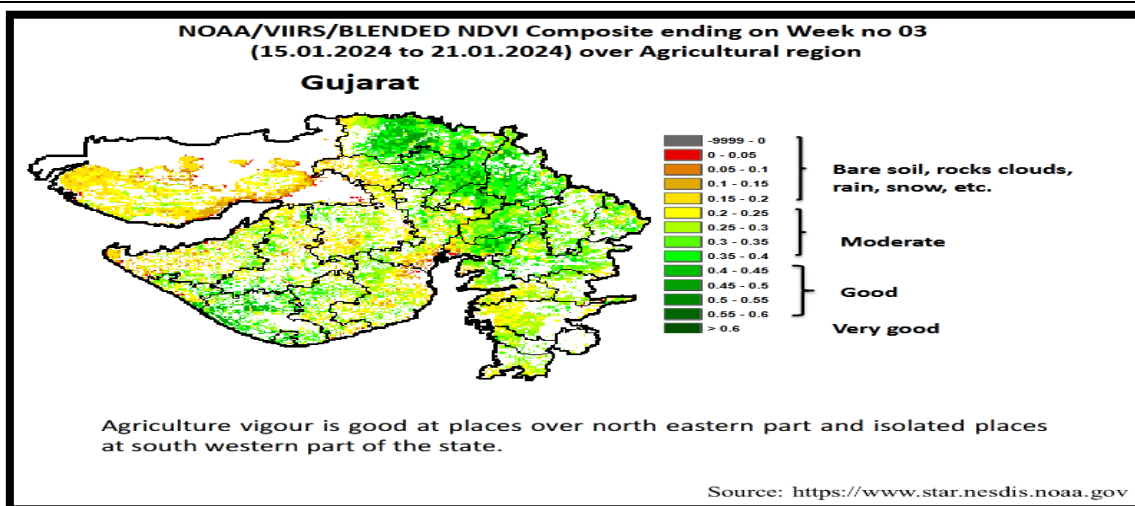 NOAA/VIIRS/BLENDED NDVI Composite ending on Week no 03
(15.01.2024 to 21.01.2024) over Agricultural region
Gujarat
-9999 - 0
0 - 0.05
0.05 - 0.1
0.1 - 0.15
0.15 - 0.2
0.2 - 0.25
0.25 - 0.3
0.3 - 0.35
0.35 - 0.4
0.4 - 0.45
0.45 - 0.5
0.5 - 0.55
0.55 - 0.6
> 0.6
Bare soil, rocks clouds,
rain, snow, etc.
Moderate
Good
Very good
Agriculture vigour is good at places over north eastern part and isolated places
at south western part of the state.
Source: https://www.star.nesdis.noaa.gov